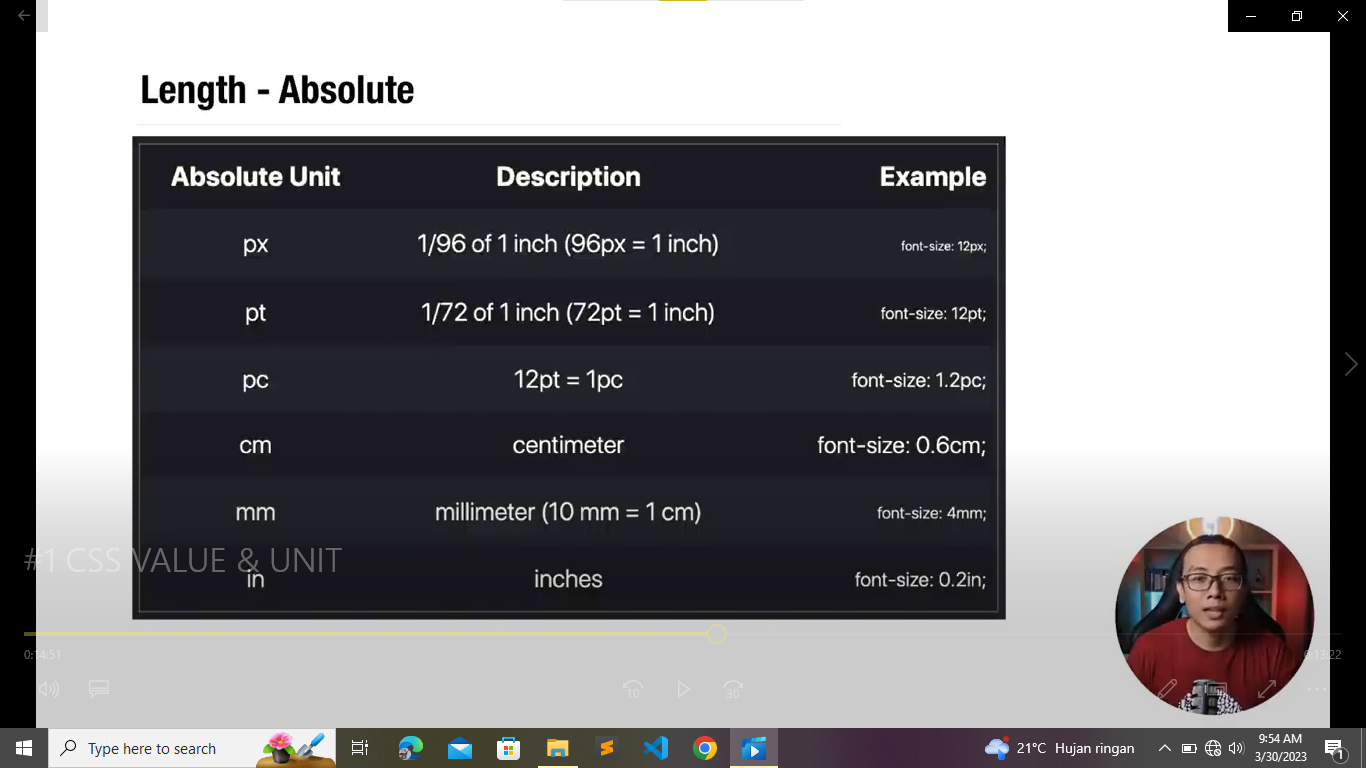 Length - Absolute
Absolute Unit Description Example
px 1/96 of 1 inch (96px = 1 inch) font-size: 12px;
pt 1/72 of 1 inch (72pt = 1 inch) font-size: 12pt;
pc 12pt = 1pc font-size: 1.2pc;
cm centimeter font-size: 0.6cm;
mm millimeter (10 mm = 1 cm) font-size: 4mm;
#1 CSS VALUE & UNIT
in inches font-size: 0.2in;
0:14:51 0:13:22
10 30
Type here to search
21°C Hujan ringan
9:54 AM
3/30/2023
1